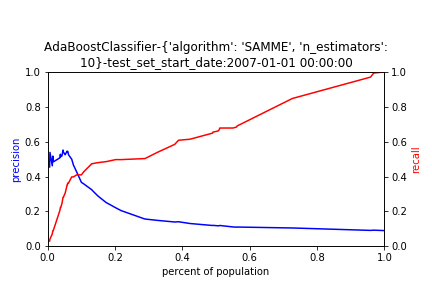 AdaBoostClassifier-{'algorithm': 'SAMME', 'n_estimators':
10}-test_set_start_date:2007-01-01 00:00:00
1.0
0.8
0.6
0.4
0.2
0.0
precision
1.0
0.8
0.6
0.4
0.2
0.0
recall
0.0 0.2 0.4 0.6 0.8 1.0
percent of population